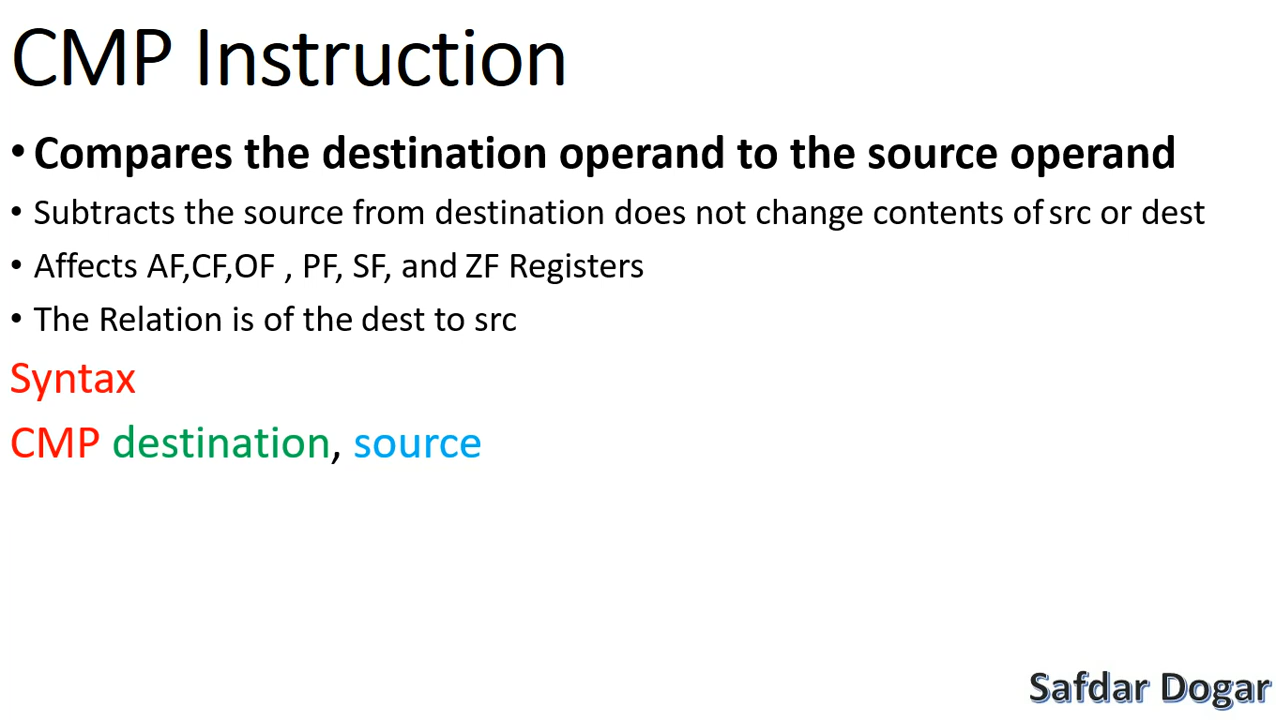 CMP Instruction
• Compares the destination operand to the source operand
• Subtracts the source from destination does not change contents of src or dest
• Affects AF,CF,OF , PF, SF, and ZF Registers
• The Relation is of the dest to src
Syntax
CMP destination, source
Safdar Dogar